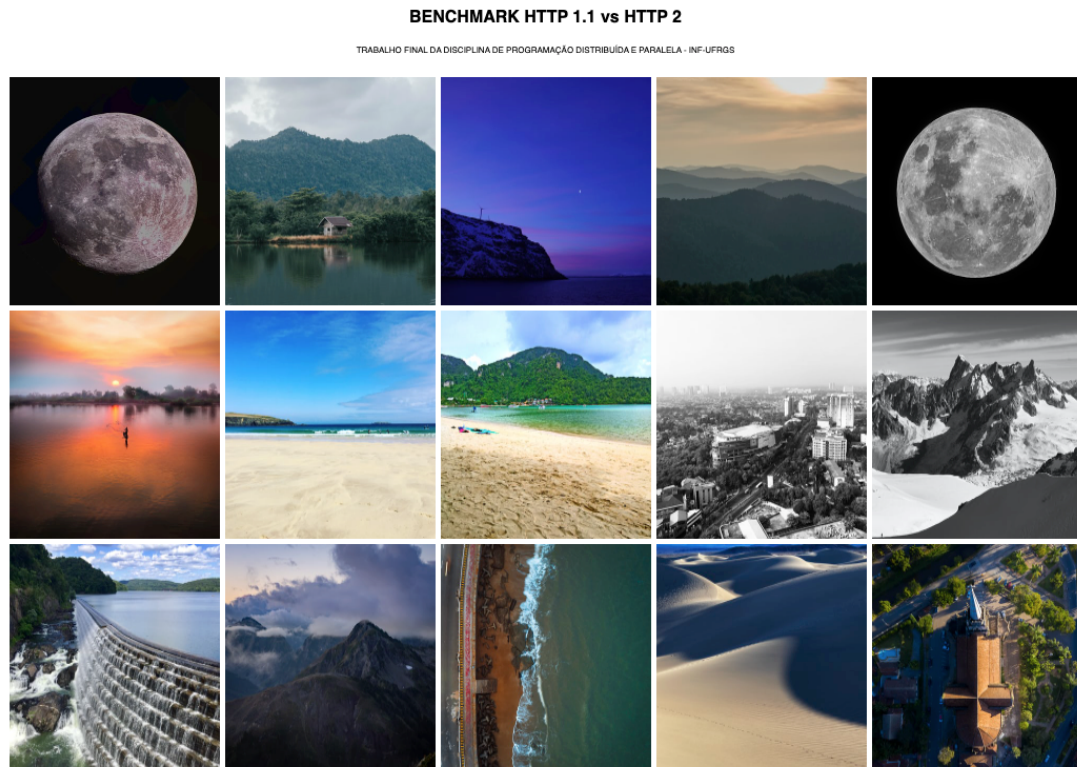 BENCHMARK HTTP 1.1 vs HTTP 2
TRABALHO FINAL DA DISCIPLINA DE PROGRAMAÇÃO DISTRIBUÍDA E PARALELA - INF-UFRGS